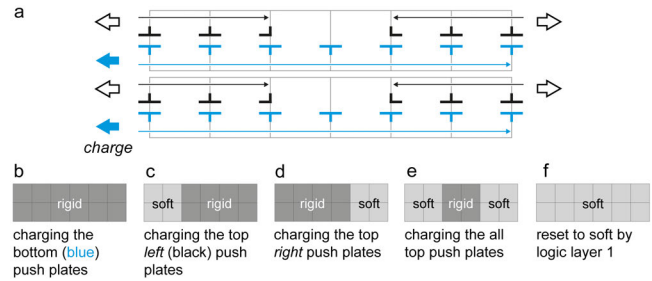 a
charge
b
c
d
e
f
rigid
soft
rigid
rigid
soft
soft
rigid
soft
soft
charging the
bottom (blue)
push plates
charging the top
left (black) push
plates
charging the top
right push plates
charging the all
top push plates
reset to soft by
logic layer 1